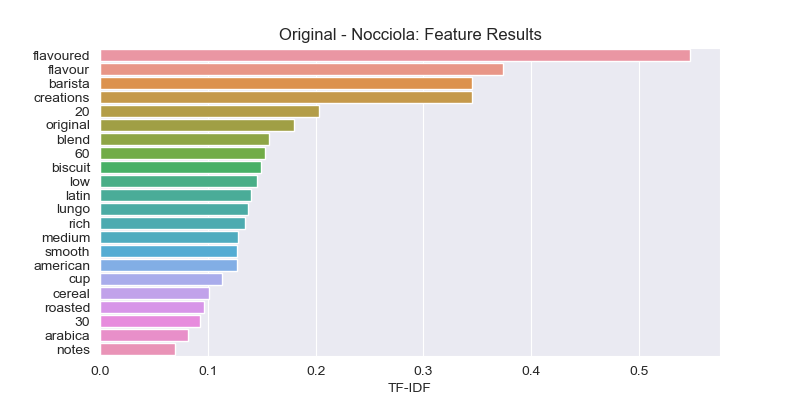 Original - Nocciola: Feature Results
flavoured
flavour
barista
creations
20
original
blend
60
biscuit
low
latin
lungo
rich
medium
smooth
american
cup
cereal
roasted
30
arabica
notes
0.0 0.1 0.2 0.3 0.4 0.5
TF-IDF